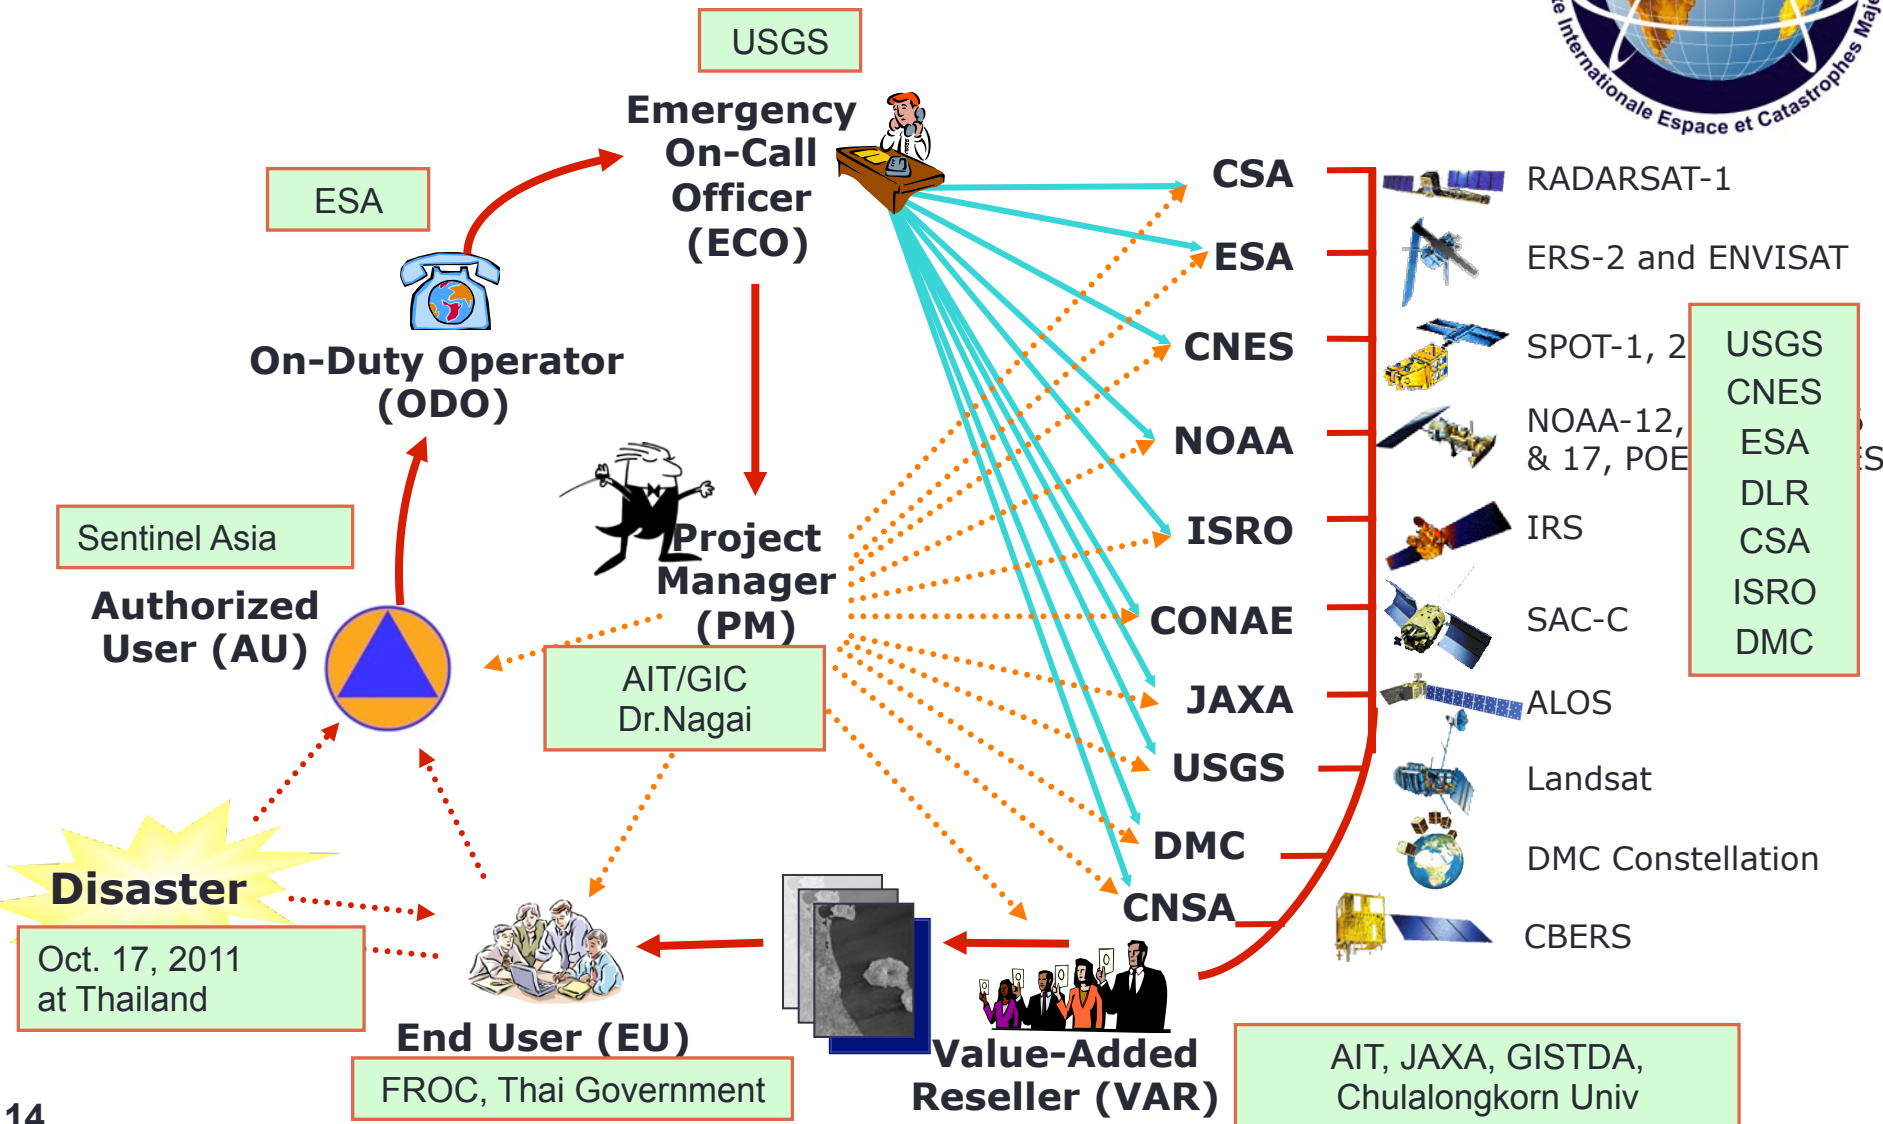 USGS
Emergency
On-Call
Officer
(ECO)
ESA
On-Duty Operator
(ODO)
Sentinel Asia
Authorized
User (AU)
Project
Manager
(PM)
AIT/GIC
Dr.Nagai
Disaster
Oct. 17, 2011
at Thailand
End User (EU)
FROC, Thai Government
Value-Added
Reseller (VAR)
AIT, JAXA, GISTDA,
Chulalongkorn Univ
CSA
ESA
CNES
NOAA
ISRO
CONAE
JAXA
USGS
DMC
CNSA
RADARSAT-1
ERS-2 and ENVISAT
SPOT-1, 2
NOAA-12,
& 17, POE
IRS
SAC-C
ALOS
Landsat
DMC Constellation
CBERS
USGS
CNES
ESA
DLR
CSA
ISRO
DMC
Internationale Espace et Catastrophes
14